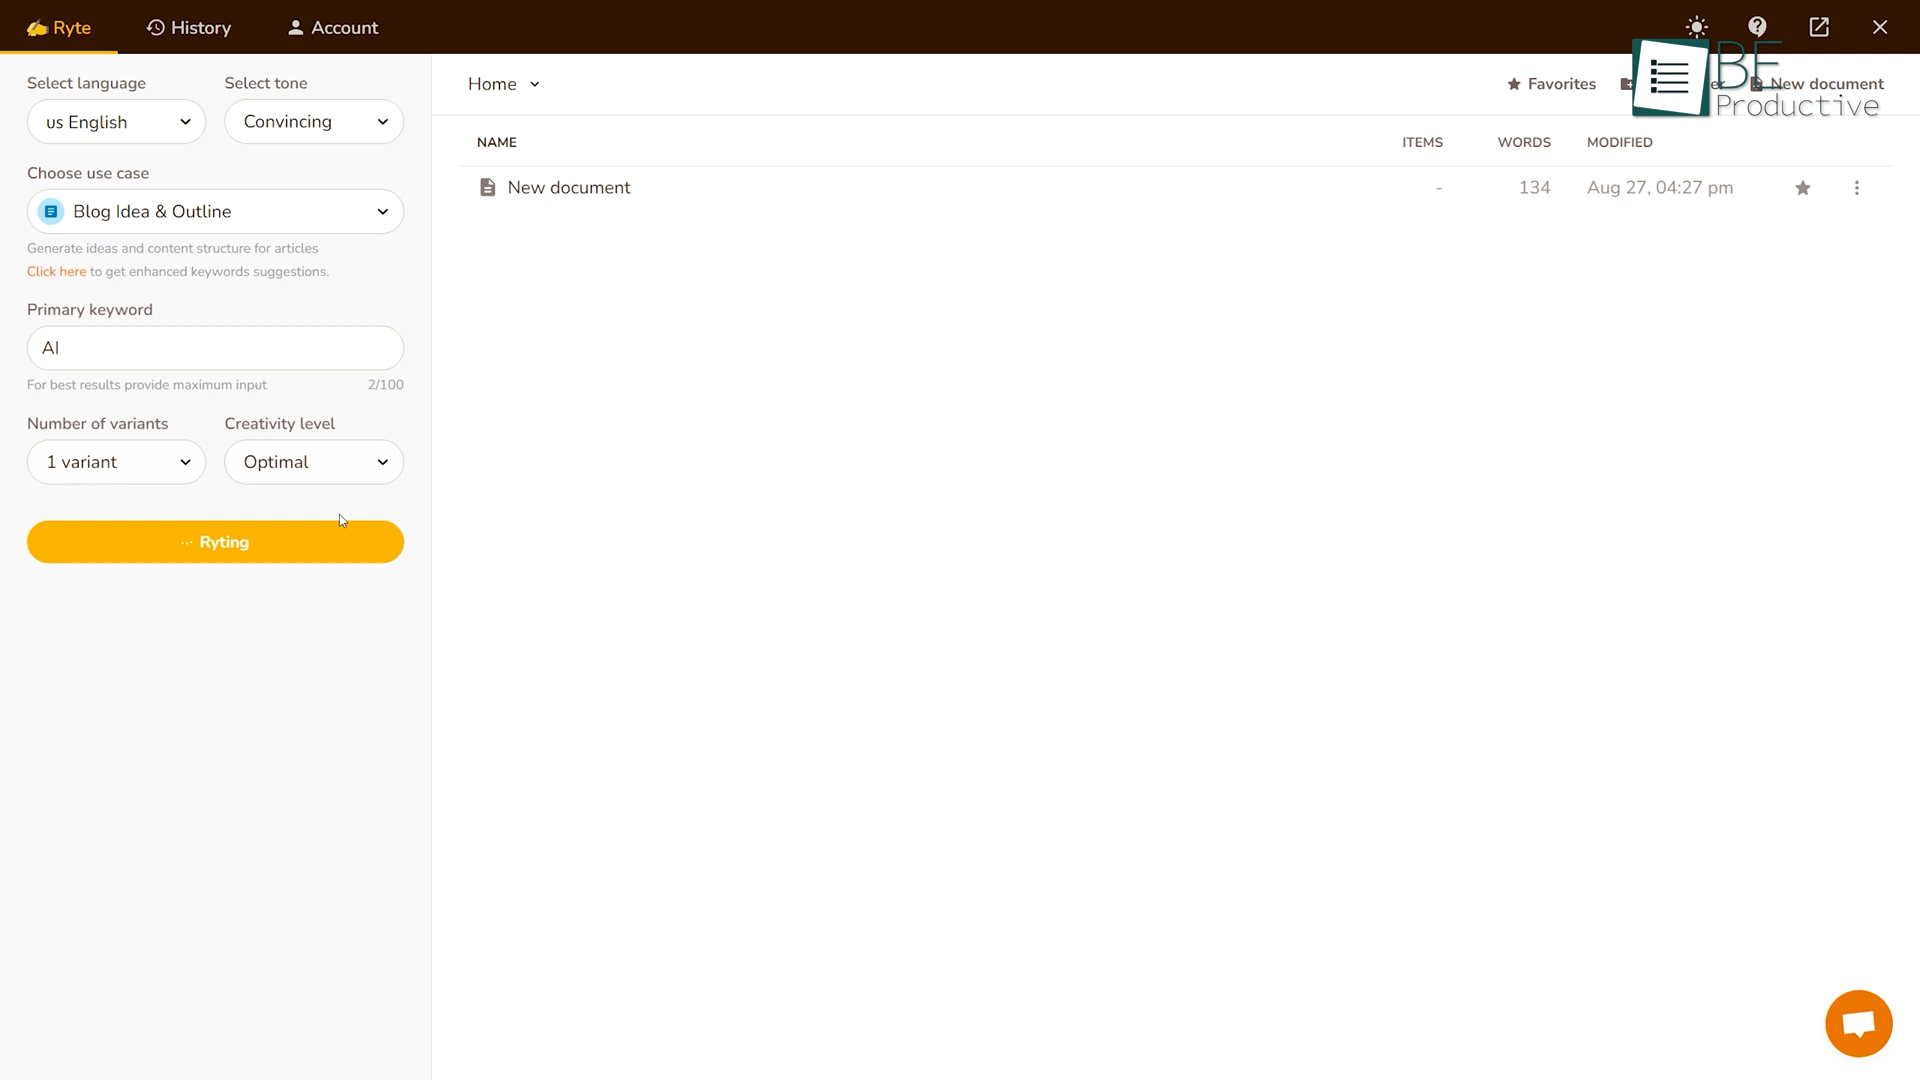 Ryte
History
Account
Select language
Select tone
us English
Convincing
Choose use case
Blog Idea & Outline
Generate ideas and content structure for articles
Click here to get enhanced keywords suggestions.
Primary keyword
AI
For best results provide maximum input
2/100
Number of variants
Creativity level
1 variant
Optimal
Ryting
Home
Favorites
New document
BE
Productive
NAME
ITEMS
WORDS
MODIFIED
New document
-
134
Aug 27, 04:27 pm